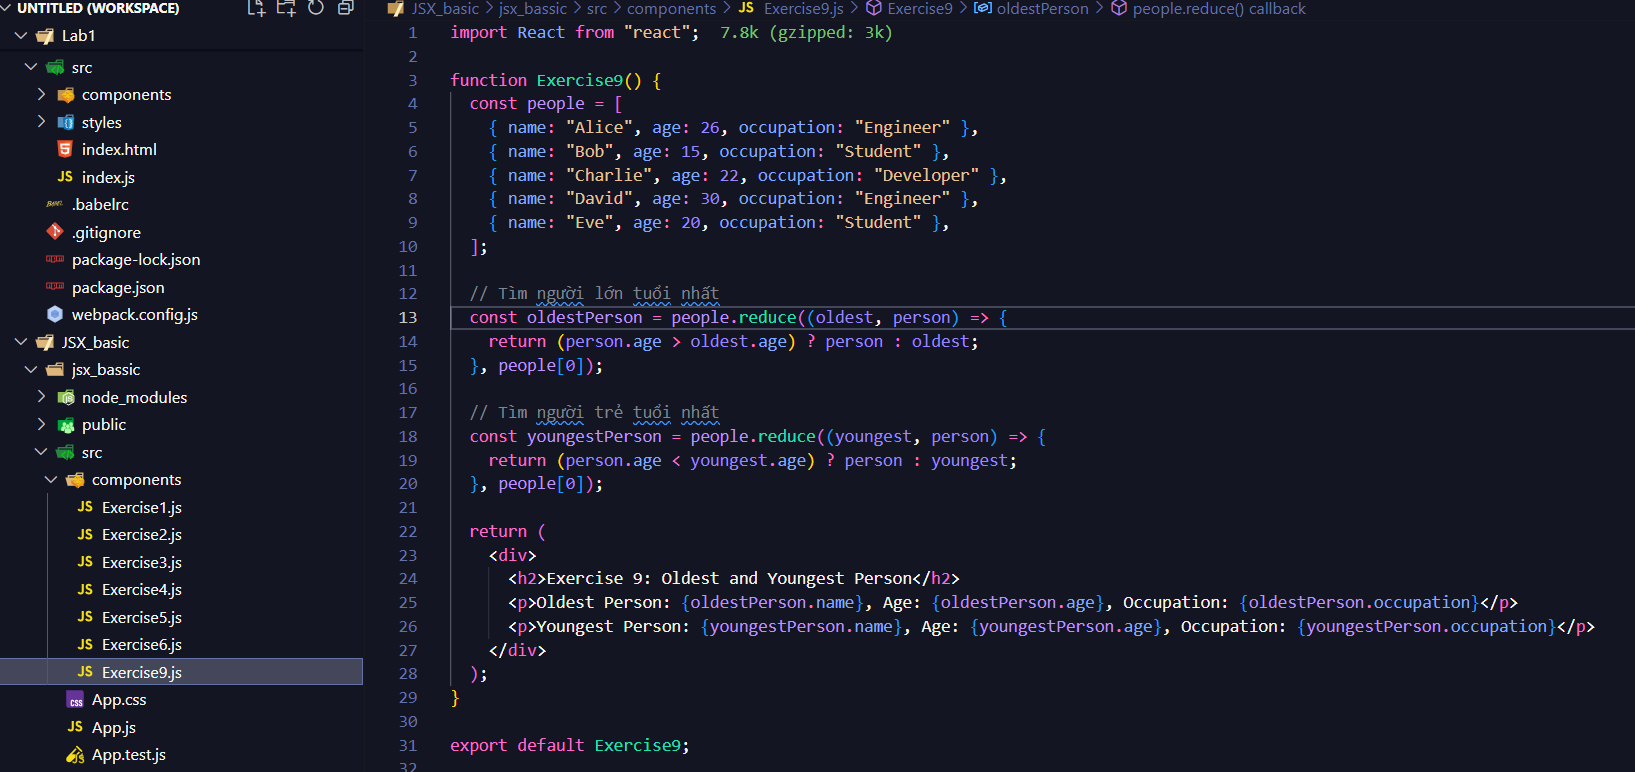 UNTITLED (WORKSPACE)
Lab1
src
components
styles
index.html
JS index.js
.babelrc
.gitignore
package-lock.json
package.json
webpack.config.js
JSX_basic
jsx_bassic
node_modules
public
src
components
JS Exercise1.js
JS Exercise2.js
JS Exercise3.js
JS Exercise4.js
JS Exercise5.js
JS Exercise6.js
JS Exercise9.js
css App.css
JS App.js
App.test.js
JSX_basic > jsx_bassic > src > components > JS Exercise9.js > Exercise9 > oldestPerson > people.reduce() callback
1 import React from "react"; 7.8k (gzipped: 3k)
2
3 function Exercise9() {
4 const people = [
5 { name: "Alice", age: 26, occupation: "Engineer" },
6 { name: "Bob", age: 15, occupation: "Student" },
7 { name: "Charlie", age: 22, occupation: "Developer" },
8 { name: "David", age: 30, occupation: "Engineer" },
9 { name: "Eve", age: 20, occupation: "Student" },
10 ];
11
12 // Tìm người lớn tuổi nhất
13 const oldestPerson = people.reduce((oldest, person) => {
14 return (person.age > oldest.age) ? person : oldest;
15 }, people[0]);
16
17 // Tìm người trẻ tuổi nhất
18 const youngestPerson = people.reduce((youngest, person) => {
19 return (person.age < youngest.age) ? person : youngest;
20 }, people[0]);
21
22 return (
23 <div>
24 <h2>Exercise 9: Oldest and Youngest Person</h2>
25 <p>Oldest Person: {oldestPerson.name}, Age: {oldestPerson.age}, Occupation: {oldestPerson.occupation}</p>
26 <p>Youngest Person: {youngestPerson.name}, Age: {youngestPerson.age}, Occupation: {youngestPerson.occupation}</p>
27 </div>
28 );
29 }
30
31 export default Exercise9;
32